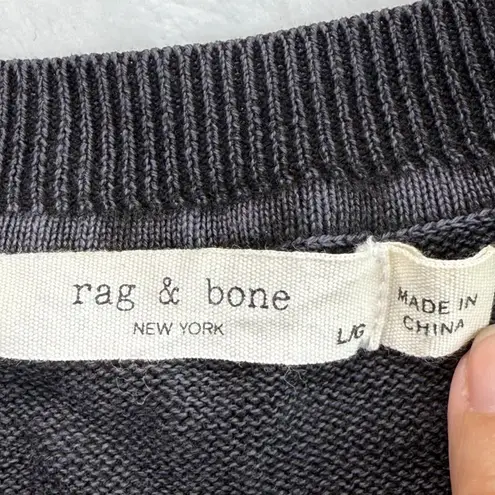 rag & bone
NEW YORK
L/G
MADE IN
CHINA